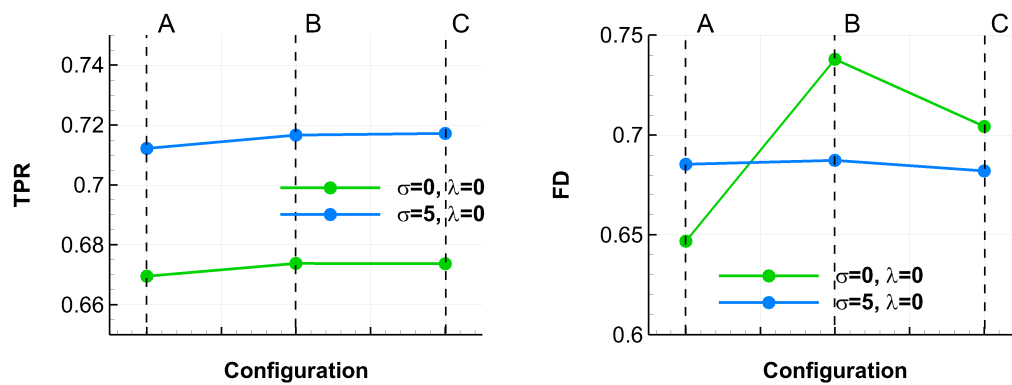 A B C
0.74
0.72
0.7
0.68
0.66
TPR
σ=0, λ=0
σ=5, λ=0
Configuration
A B C
0.75
0.7
0.65
0.6
FD
σ=0, λ=0
σ=5, λ=0
Configuration